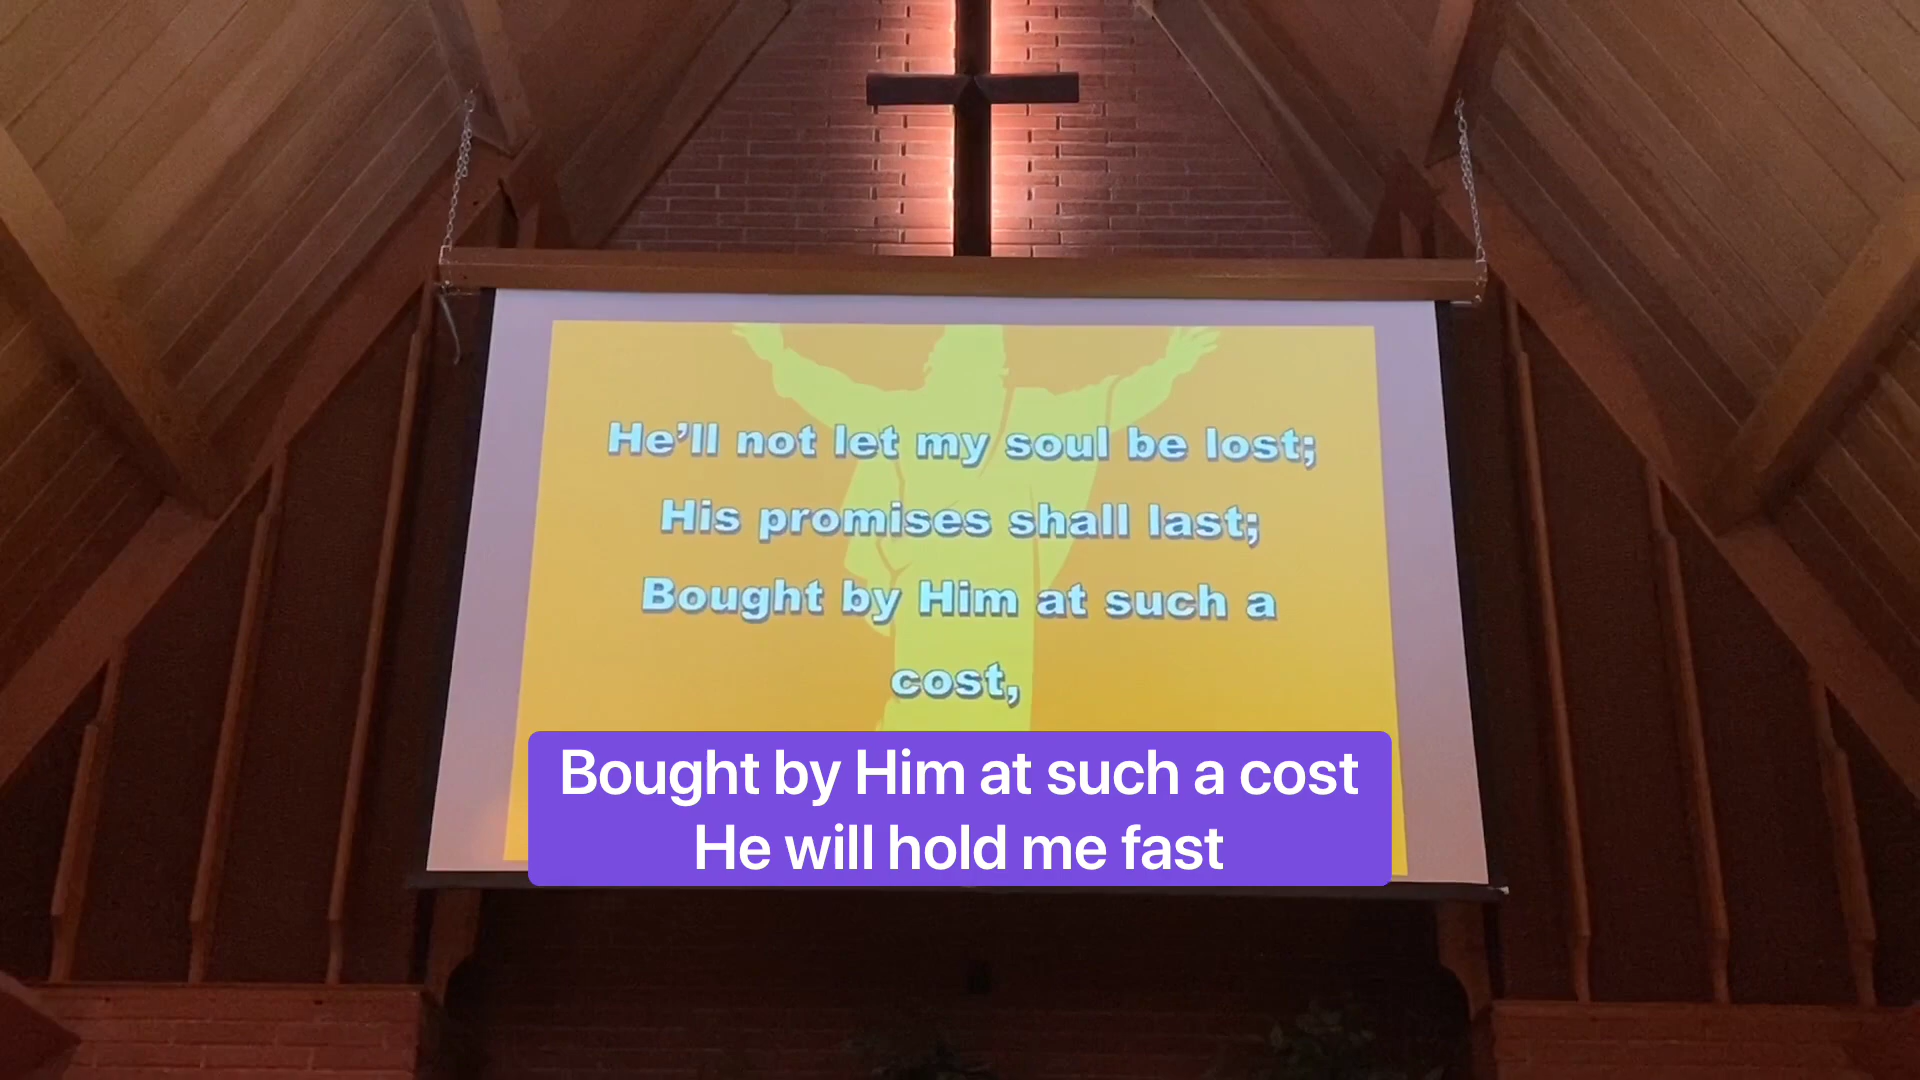 He’ll not let my soul be lost;
His promises shall last;
Bought by Him at such a
cost,
Bought by Him at such a cost
He will hold me fast